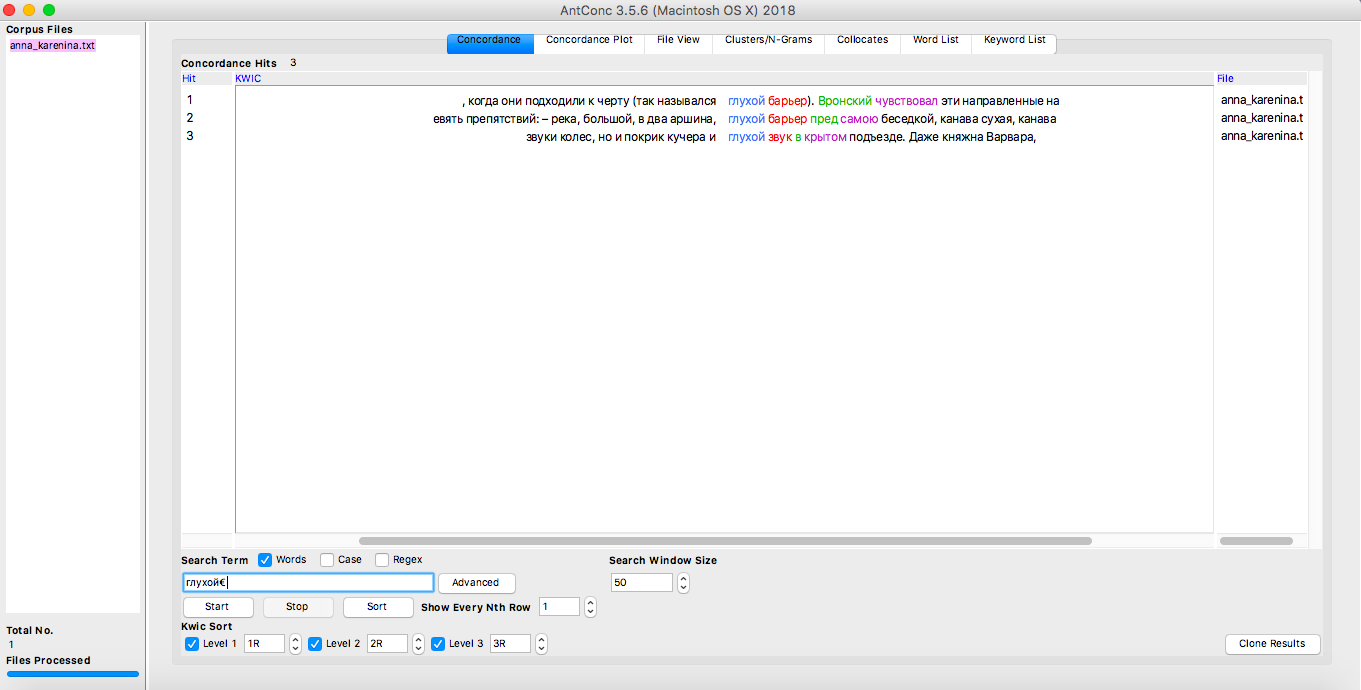 AntConc 3.5.6 (Macintosh OS X) 2018
Corpus Files
anna_karenina.txt
Concordance Concordance Plot File View Clusters/N-Grams Collocates Word List Keyword List
Concordance Hits 3
Hit KWIC File
1 , когда они подходили к черту (так назывался глухой барьер). Вронский чувствовал эти направленные на anna_karenina.t
2 евять препятствий: – река, большой, в два аршина, глухой барьер пред самою беседкой, канава сухая, канава anna_karenina.t
3 звуки колес, но и покрик кучера и глухой звук в крытом подъезде. Даже княжна Варвара, anna_karenina.t
Search Term Words Case Regex Search Window Size
глухой€ Advanced 50
Start Stop Sort Show Every Nth Row 1
Kwic Sort
Level 1 1R Level 2 2R Level 3 3R Clone Results
Total No.
1
Files Processed